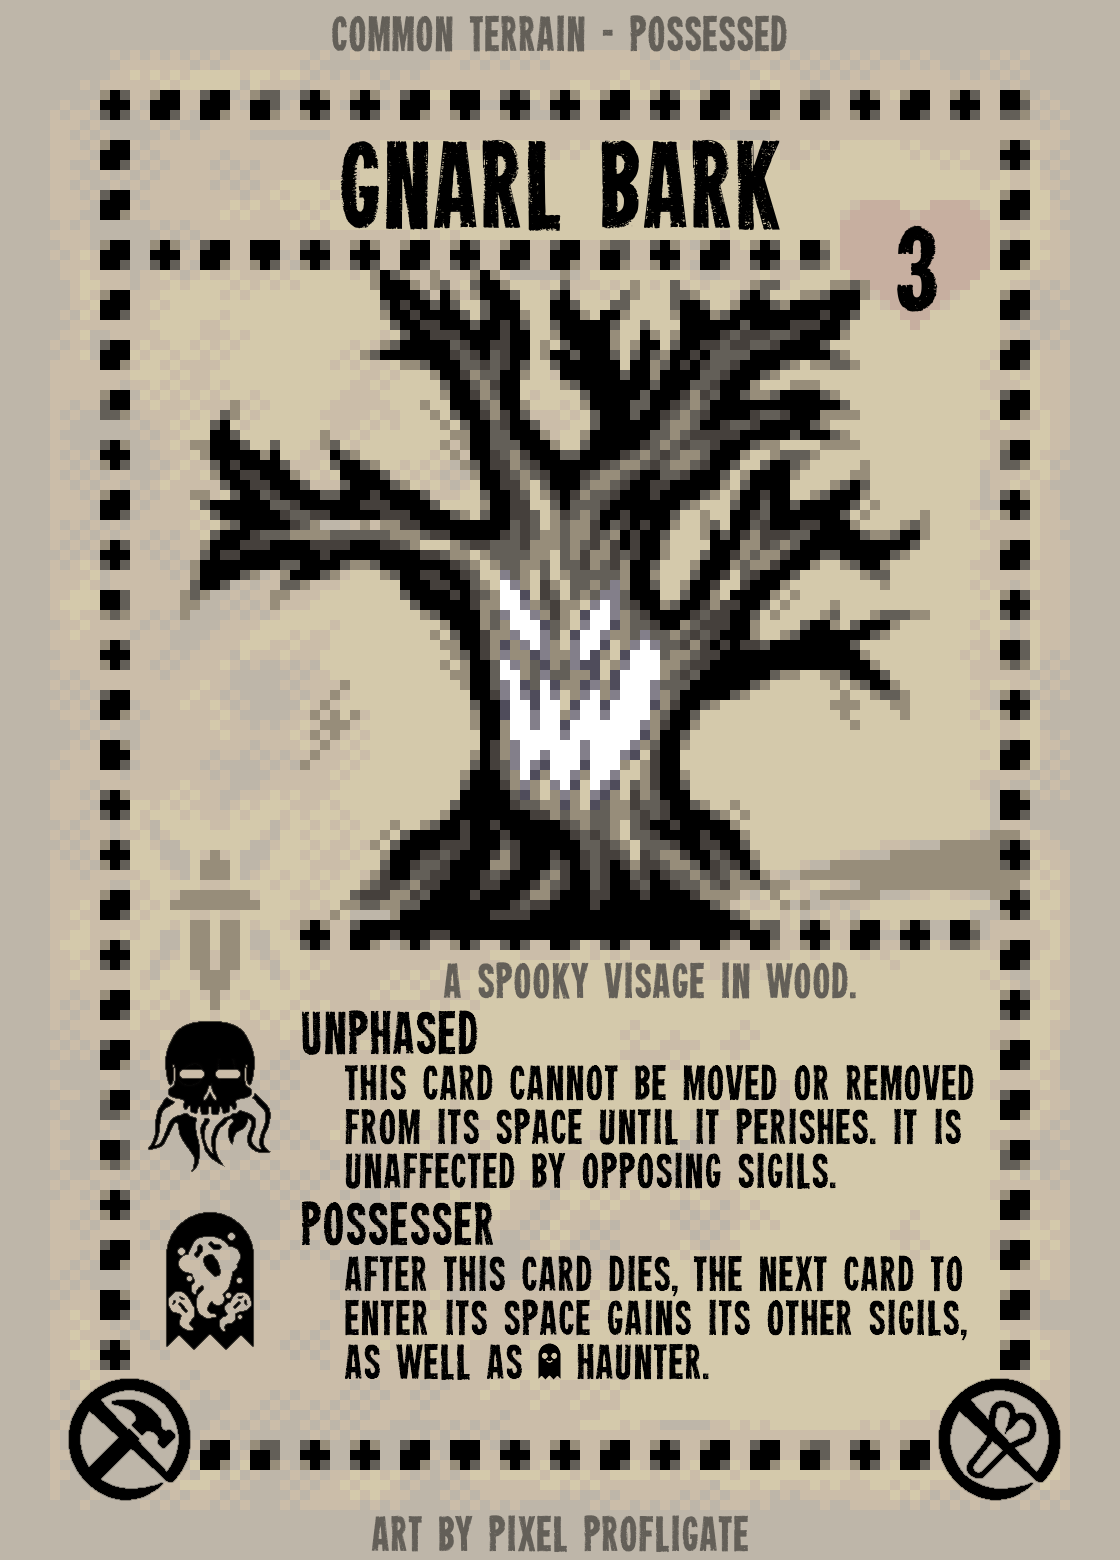 COMMON TERRAIN - POSSESSED
GNARL BARK
3
A SPOOKY VISAGE IN WOOD.
UNPHASED
THIS CARD CANNOT BE MOVED OR REMOVED
FROM ITS SPACE UNTIL IT PERISHES. IT IS
UNAFFECTED BY OPPOSING SIGILS.
POSSESSER
AFTER THIS CARD DIES, THE NEXT CARD TO
ENTER ITS SPACE GAINS ITS OTHER SIGILS,
AS WELL AS HAUNTER.
ART BY PIXEL PROFLIGATE